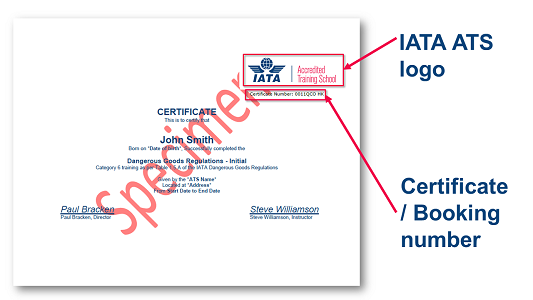 IATA
Accredited
Training School
IATA ATS
logo
Certificate Number: 0011QCO HK
CERTIFICATE
This is to certify that
John Smith
Born on "Date of Birth", Successfully completed the
Dangerous Goods Regulations - Initial
Category 6 training as per Table 1.5.A of the IATA Dangerous Goods Regulations
Given by the "ATS Name"
Located at "Address"
From Start Date to End Date
Specimen
Certificate
/ Booking
number
Paul Bracken
Paul Bracken, Director
Steve Williamson
Steve Williamson, Instructor